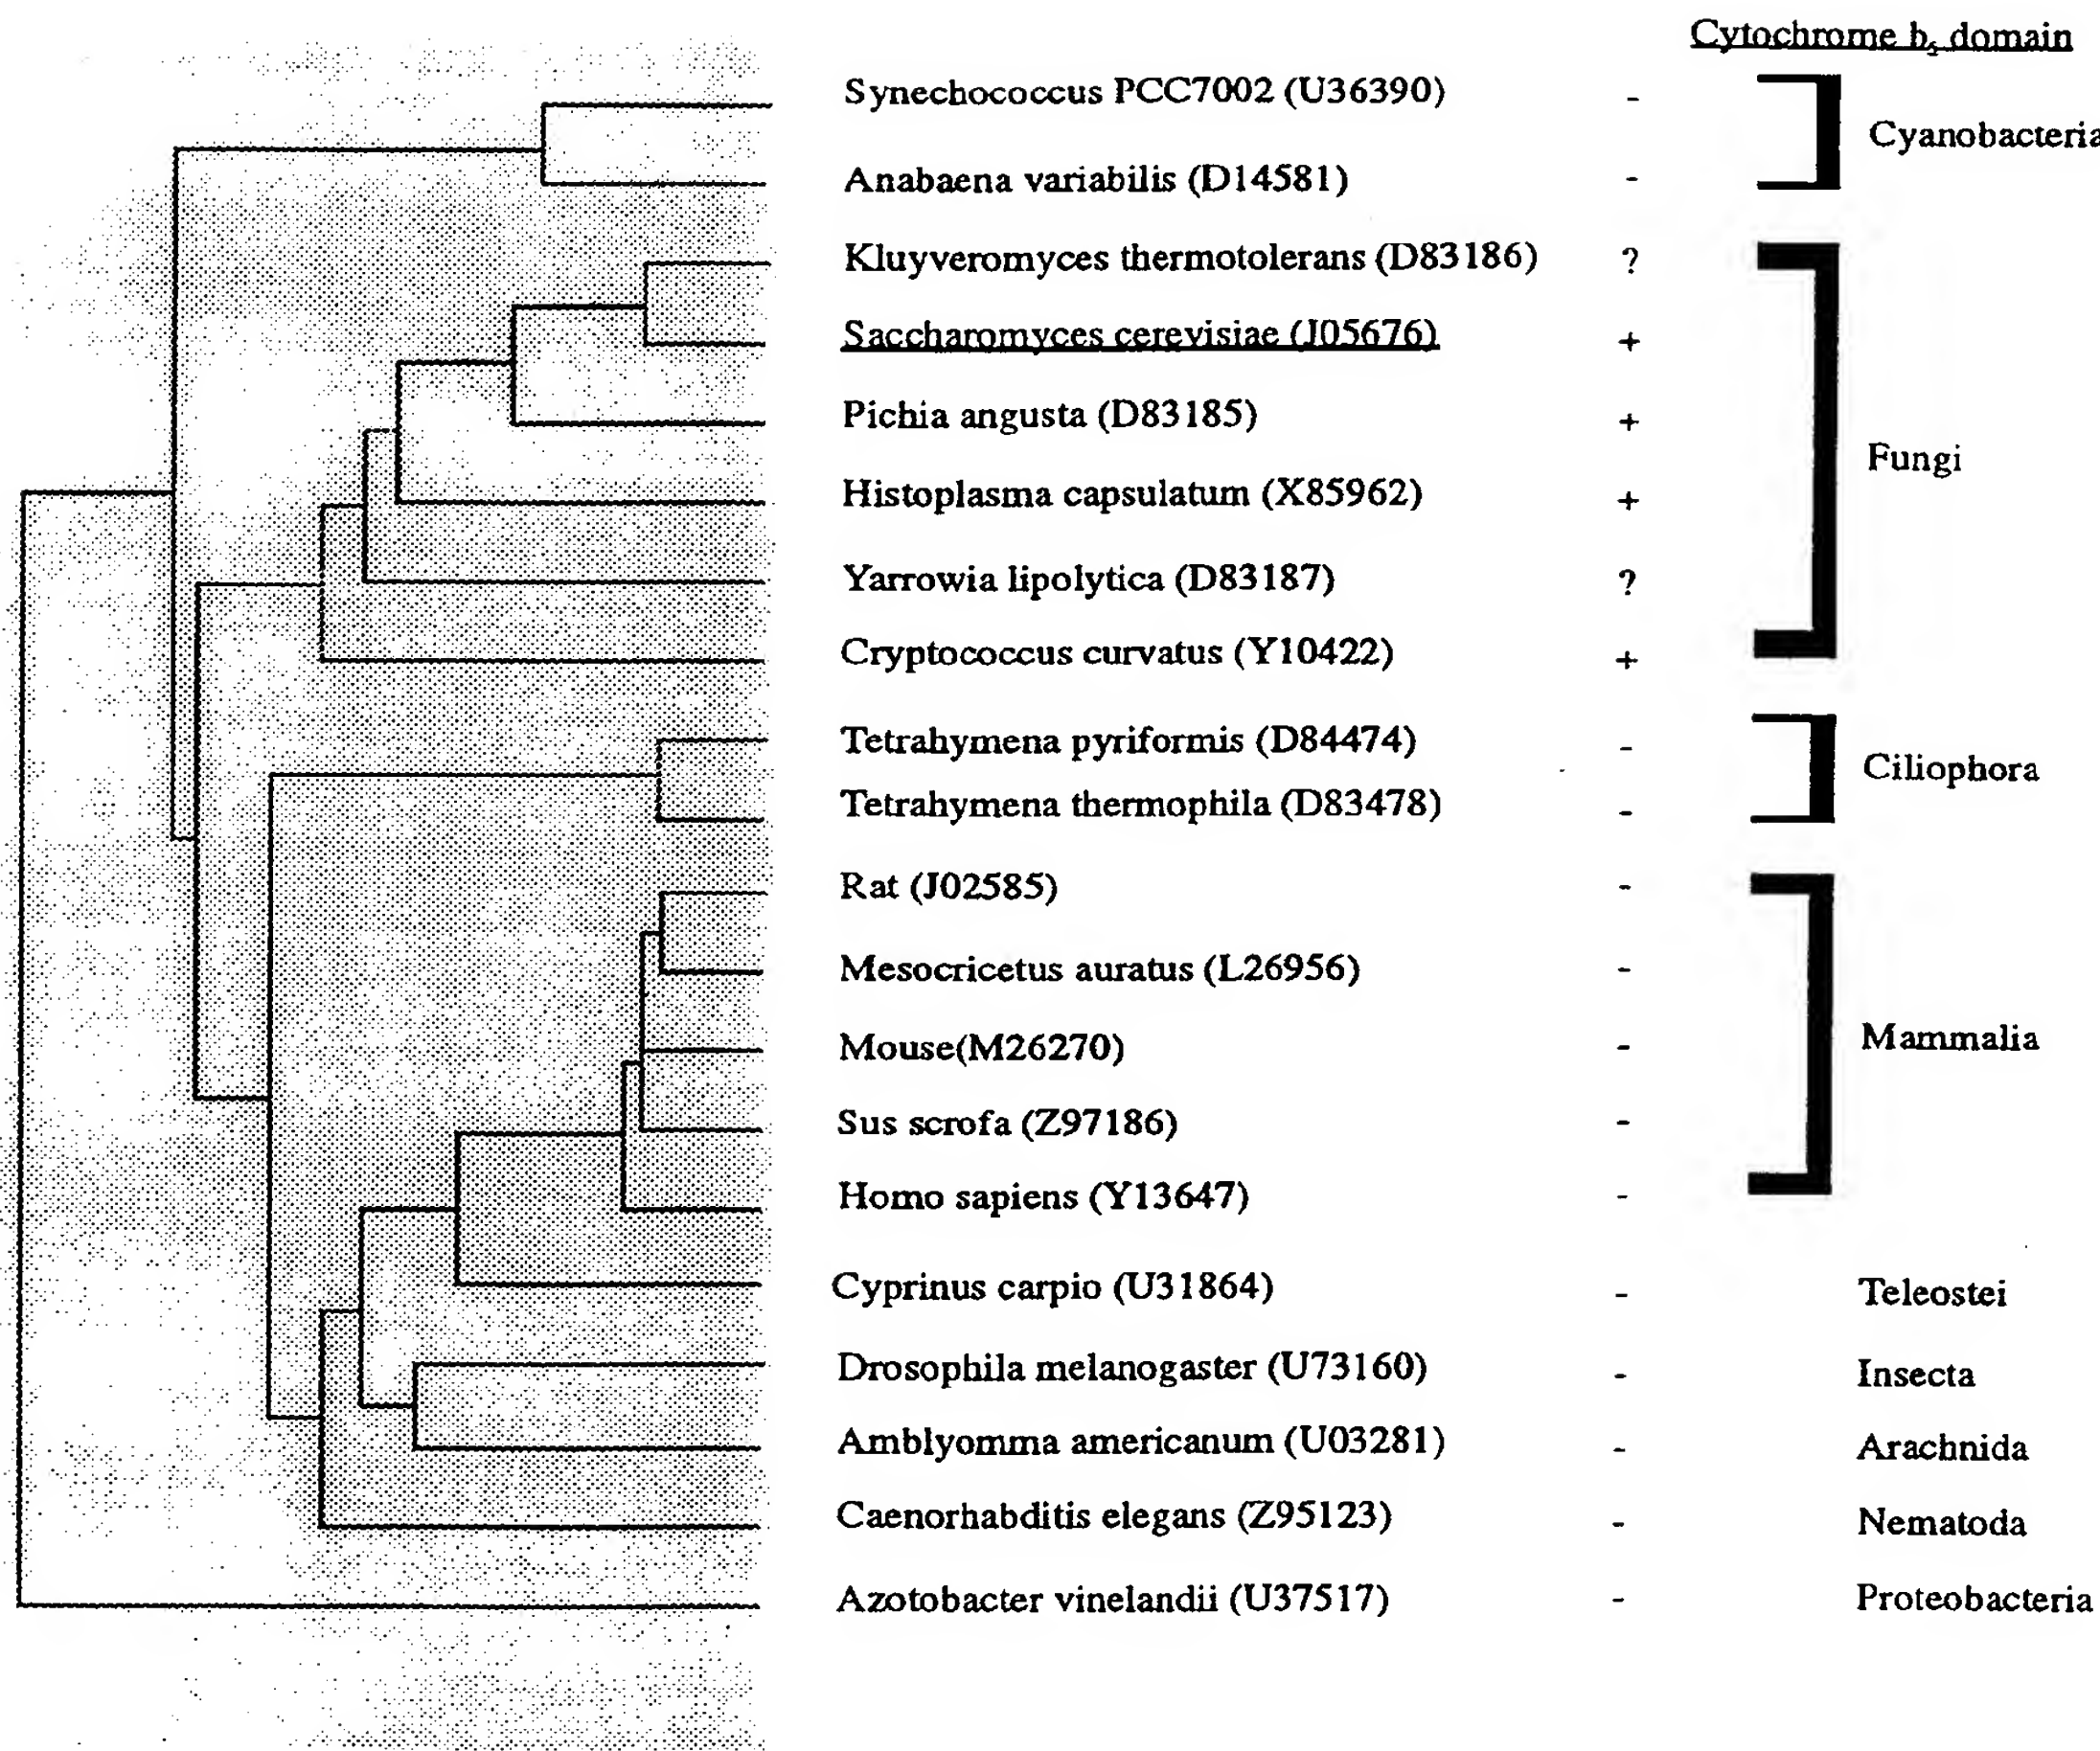 Cytochrome b5 domain
Synechococcus PCC7002 (U36390) -
Cyanobacteria
Anabaena variabilis (D14581) -
Kluyveromyces thermotolerans (D83186) ?
Saccharomyces cerevisiae (J05676) +
Pichia angusta (D83185) +
Fungi
Histoplasma capsulatum (X85962) +
Yarrowia lipolytica (D83187) ?
Cryptococcus curvatus (Y10422) +
Tetrahymena pyriformis (D84474) -
Ciliophora
Tetrahymena thermophila (D83478) -
Rat (J02585) -
Mesocricetus auratus (L26956) -
Mammalia
Mouse(M26270) -
Sus scrofa (Z97186) -
Homo sapiens (Y13647) -
Cyprinus carpio (U31864) - Teleostei
Drosophila melanogaster (U73160) - Insecta
Amblyomma americanum (U03281) - Arachnida
Caenorhabditis elegans (Z95123) - Nematoda
Azotobacter vinelandii (U37517) - Proteobacteria